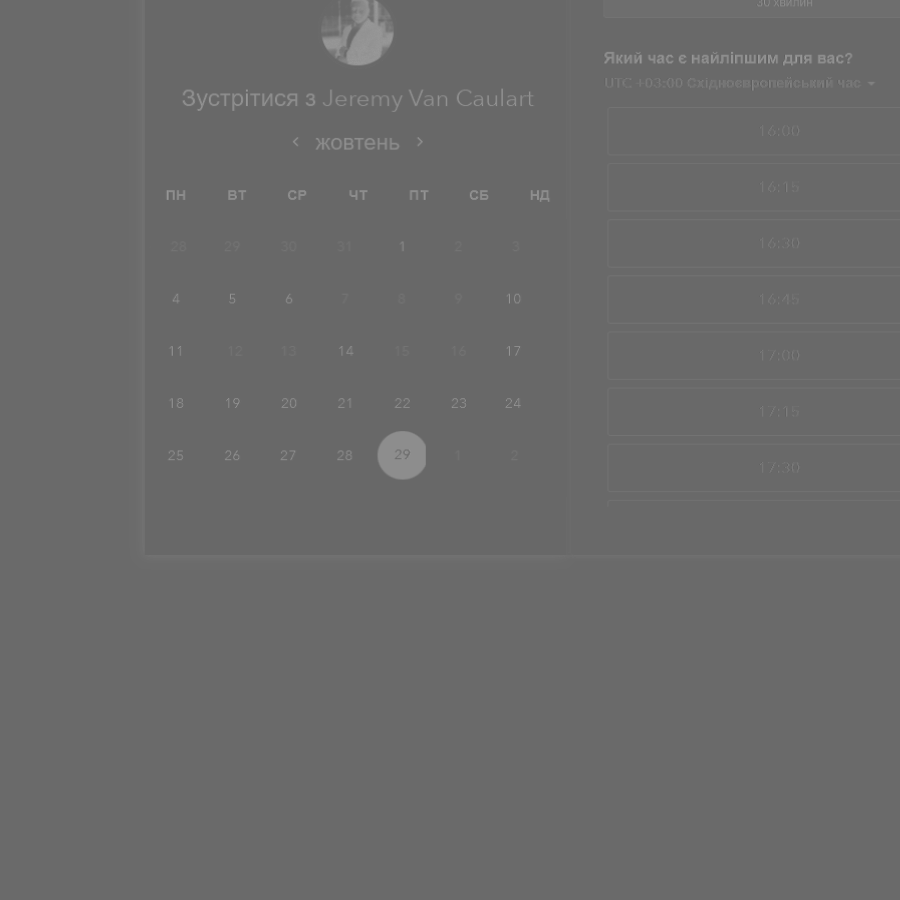 30 хвилин
Зустрітися з Jeremy Van Caulart
жовтень
ПН ВТ СР ЧТ ПТ СБ НД
28 29 30 31 1 2 3
4 5 6 7 8 9 10
11 12 13 14 15 16 17
18 19 20 21 22 23 24
25 26 27 28 29 1 2
Який час є найліпшим для вас?
UTC +03:00 Східноєвропейський час
16:00
16:15
16:30
16:45
17:00
17:15
17:30